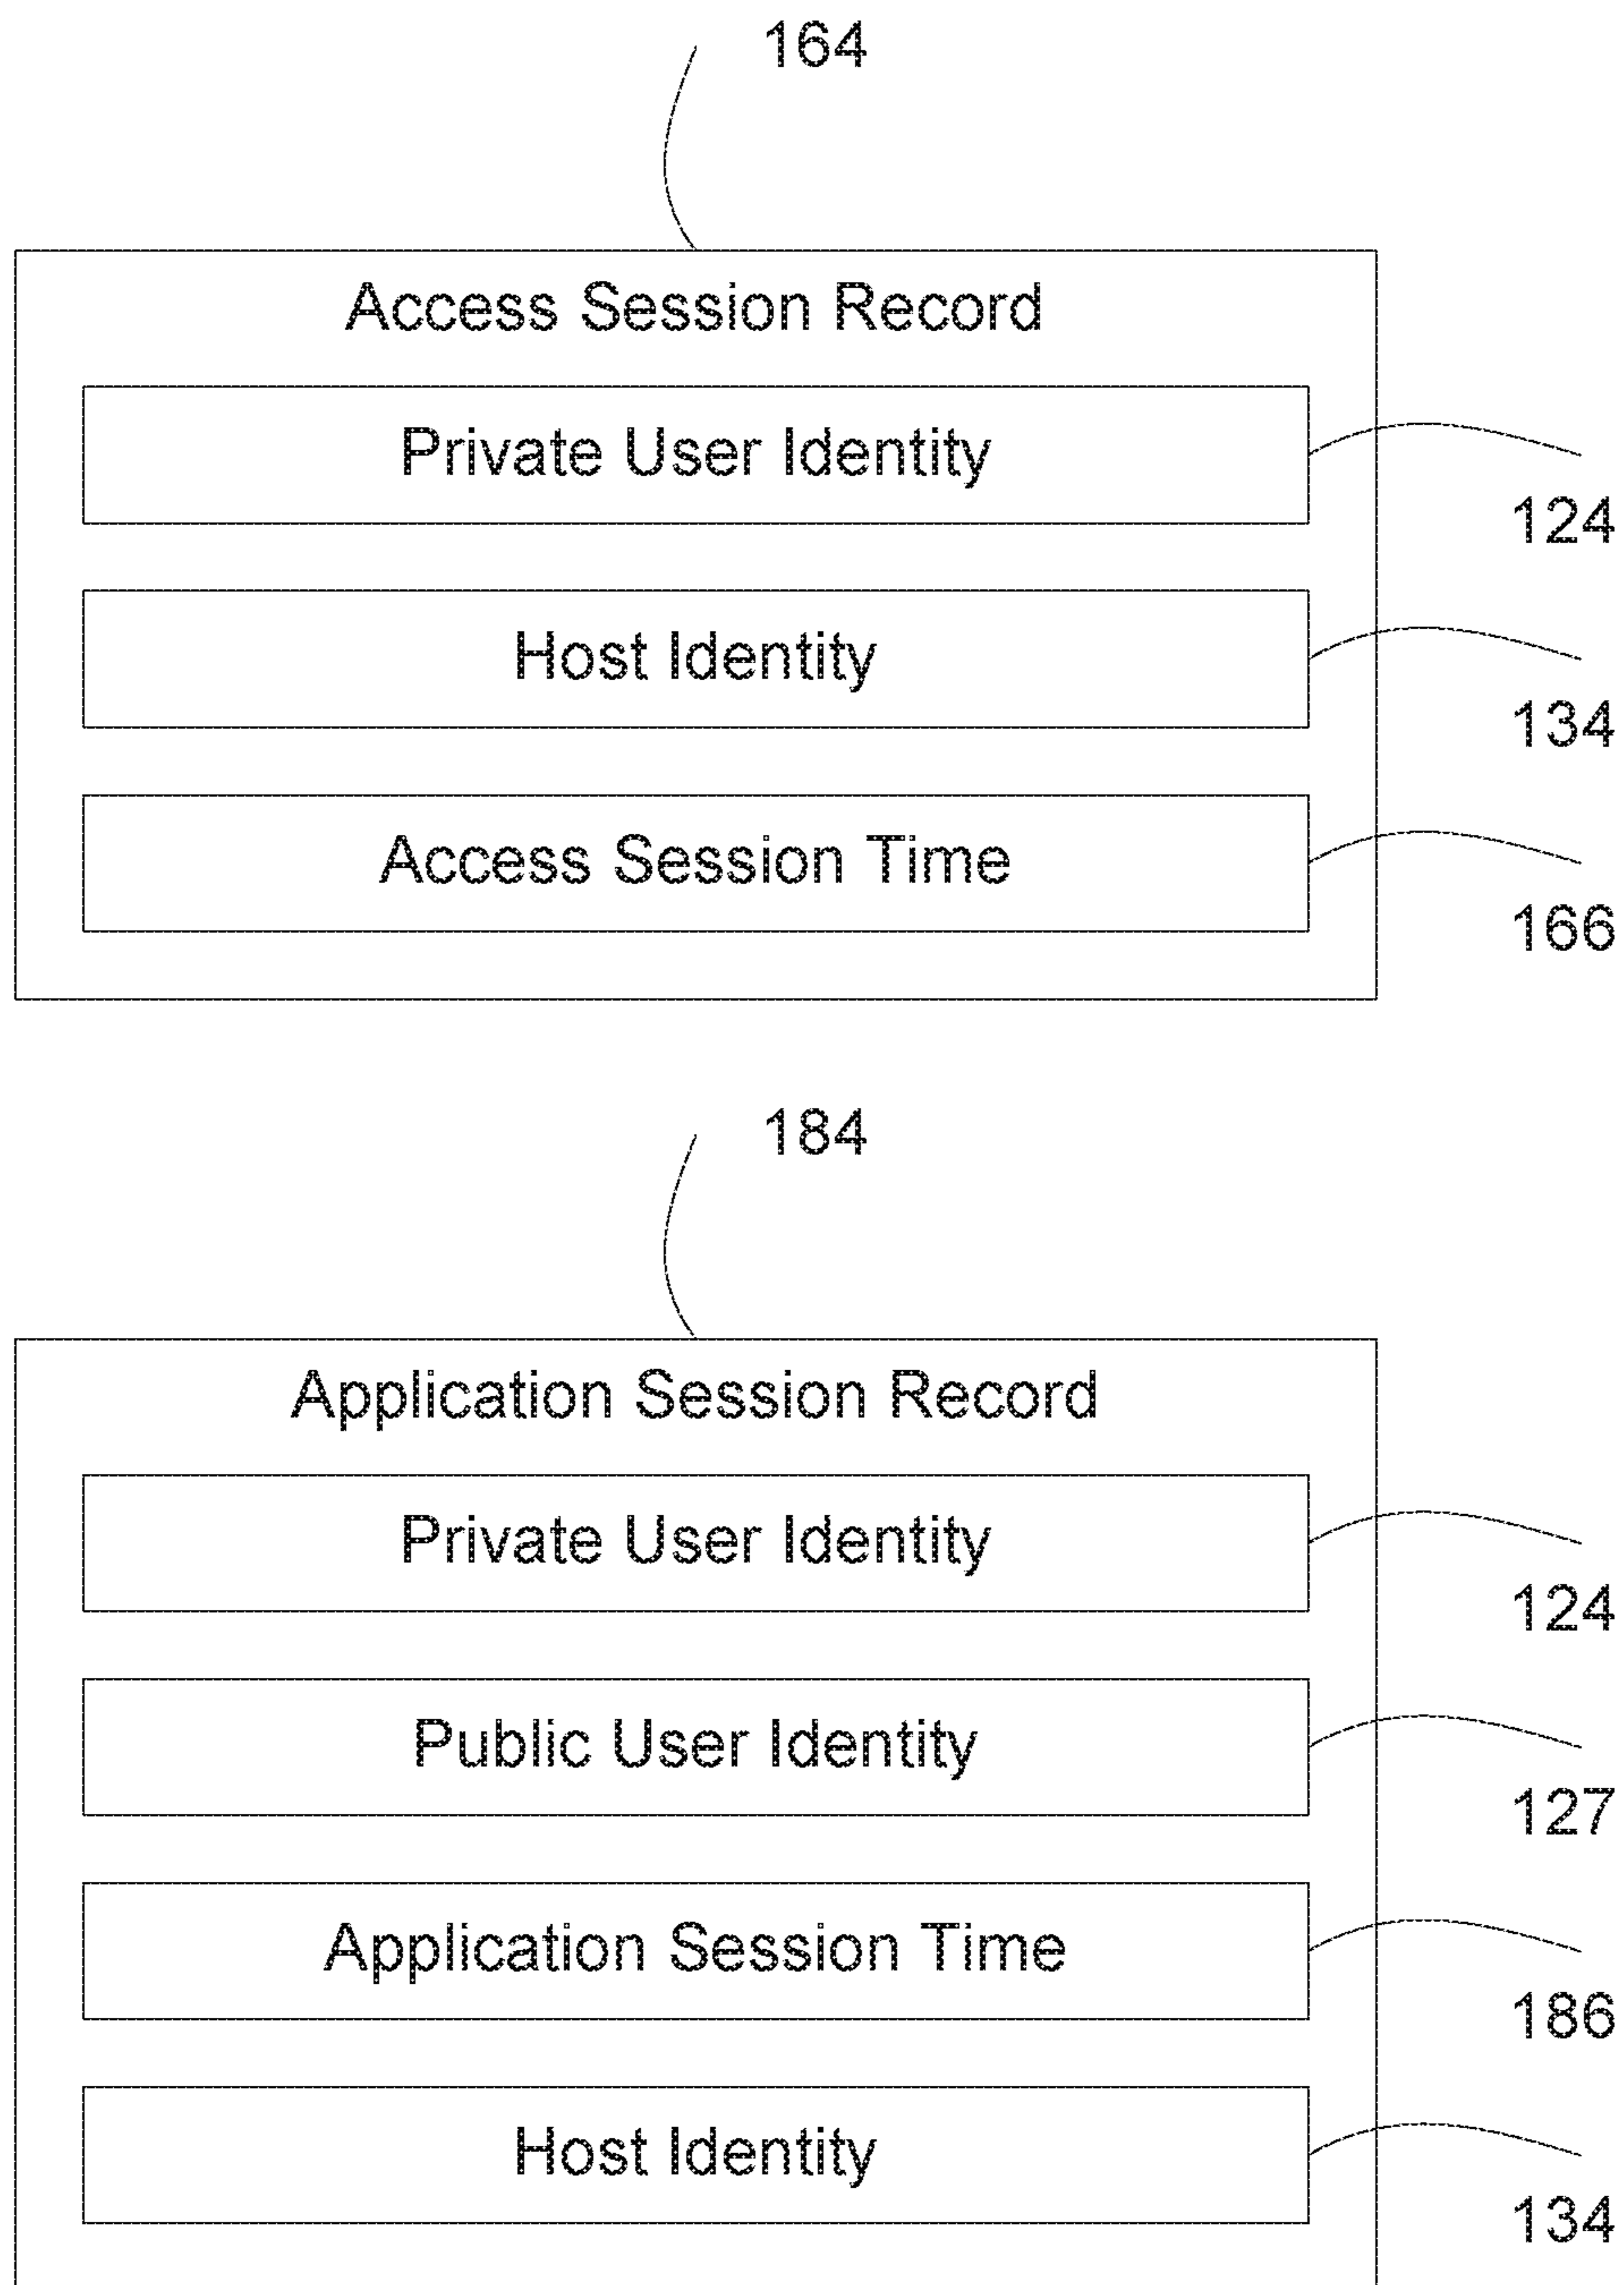 164
Access Session Record
Private User Identity
124
Host Identity
134
Access Session Time
166
184
Application Session Record
Private User Identity
124
Public User Identity
127
Application Session Time
186
Host Identity
134